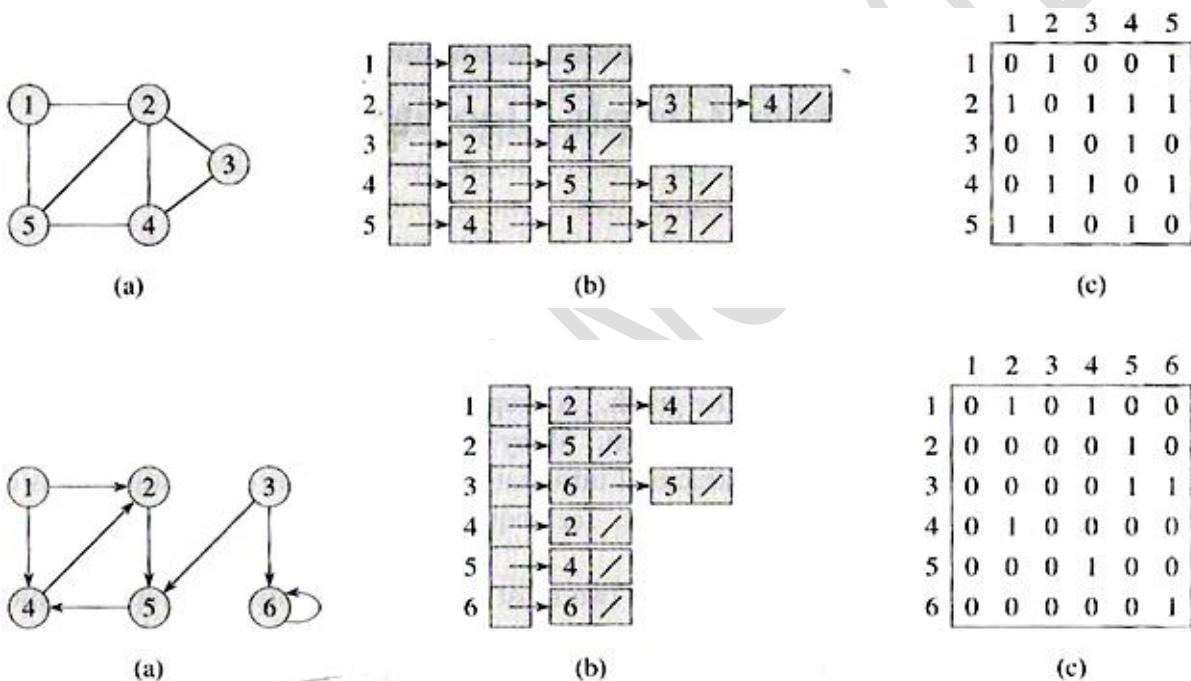 1 2 3 4 5
1 2 5 / 1 0 1 0 0 1
1 2 2 1 5 3 4 / 2 1 0 1 1 1
3 3 2 4 / 3 0 1 0 1 0
4 2 5 3 / 4 0 1 1 0 1
5 4 5 4 1 2 / 5 1 1 0 1 0
(a) (b) (c)
1 2 3 4 5 6
1 2 4 / 1 0 1 0 1 0 0
2 5 / 2 0 0 0 0 1 0
1 2 3 3 6 5 / 3 0 0 0 0 1 1
4 2 / 4 0 1 0 0 0 0
5 4 / 5 0 0 0 1 0 0
4 5 6 6 6 / 6 0 0 0 0 0 1
(a) (b) (c)